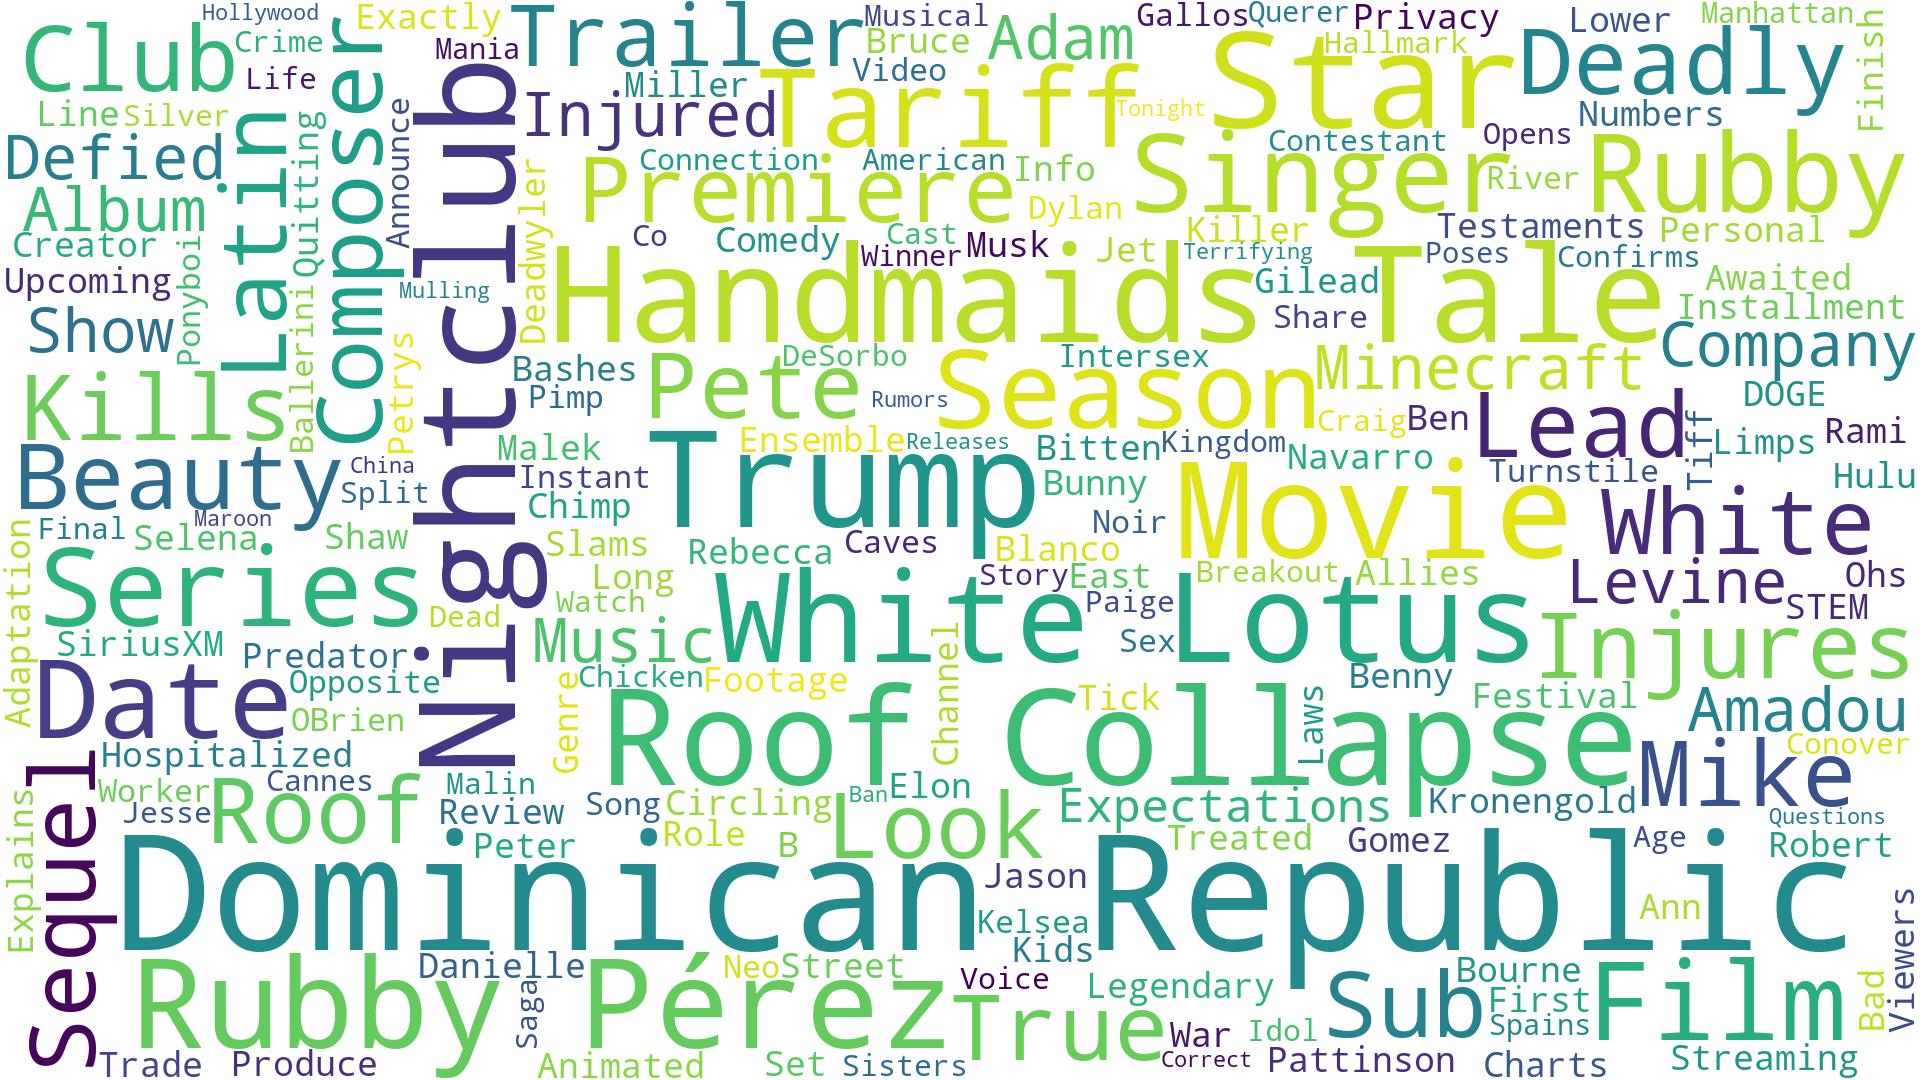 Hollywood
Exactly
Trailer
Musical
Gallos
Querer
Privacy
Lower
Manhattan
Club
Crime
Composer
Mania
Bruce
Adam
Star
Hallmark
Deadly
Finish
Life
Miller
Video
Line
Silver
Latin
Quitting
Announce
Nightclub
Injured
Tariff
Tonight
Numbers
Defied
Connection
American
Premiere
Info
Singer
Contestant
Opens
Rubby
Album
Deadwyler
Dylan
River
Creator
Ponyboi
Co
Comedy
Cast
Killer
Testaments
Personal
Upcoming
Mulling
Winner
Musk
Jet
Terrifying
Poses
Confirms
Handmaids
Tale
Gilead
Awaited
Installment
Show
Ballerini
Petrys
Share
Company
Bashes
Pete
DeSorbo
Season
Intersex
Minecraft
Kills
Pimp
Rumors
Craig
Ben
Lead
DOGE
Tiff
Limps
Rami
Beauty
China
Split
Malek
Instant
Chimp
Trump
Ensemble
Releases
Bitten
Kingdom
Navarro
Turnstile
Hulu
Bunny
Movie
White
Final
Maroon
Selena
Shaw
Noir
Adaptation
Series
Slams
Rebecca
Caves
Blanco
Long
Story
East
Breakout
Allies
Levine
Ohs
STEM
Dead
Watch
Music
White Lotus
Paige
Sex
Injures
SiriusXM
Predator
Opposite
OBrien
Date
Genre
Chicken
Footage
Channel
Tick
Benny
Laws
Festival
Amadou
Roof Collapse
Hospitalized
Cannes
Worker
Jesse
Roof
Malin
Review
Song
Circling
Ban
Elon
Look
Expectations
Kronengold
Mike
Conover
Sequel
Explains
Peter
Role
B
Treated
Gomez
Age
Questions
Robert
Dominican Republic
Jason
Kelsea
Kids
Ann
Viewers
Rubby Pérez
Danielle
Saga
Neo
Street
Voice
True
Legendary
Sub
Bourne
First
Spains
Film
Bad
War
Idol
Correct
Trade
Produce
Animated
Set
Sisters
Pattinson
Charts
Streaming